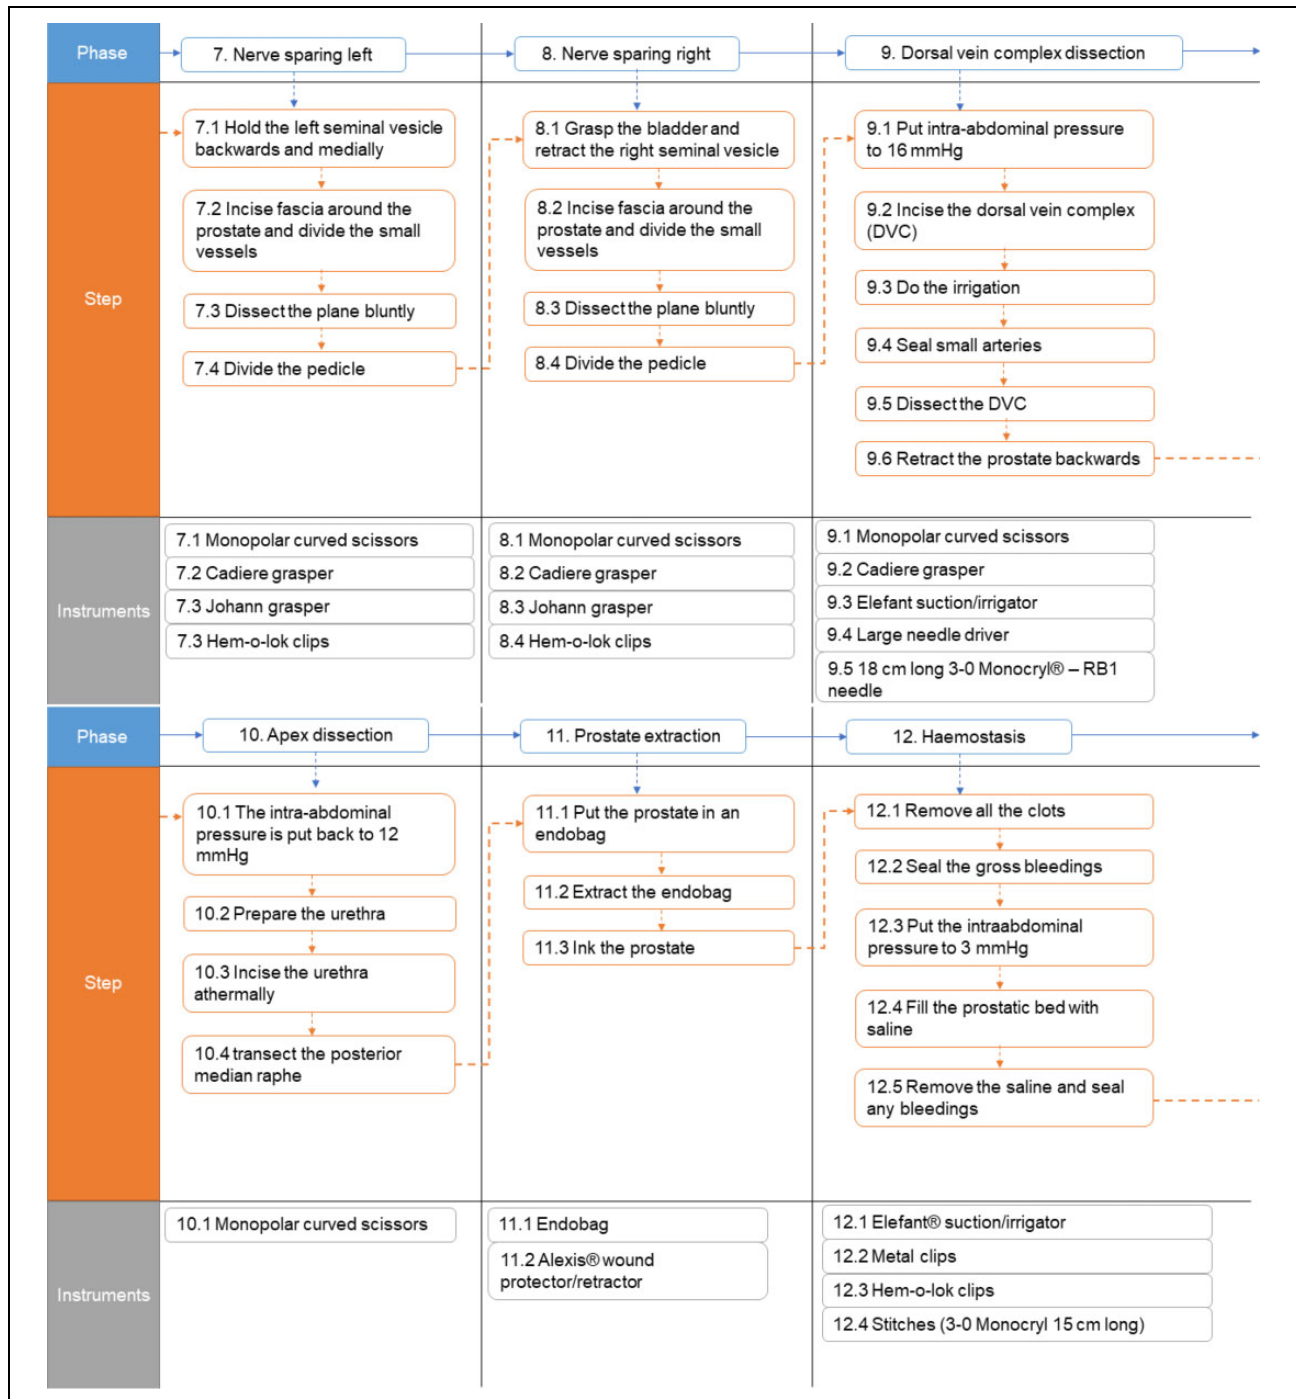 Phase
7. Nerve sparing left
8. Nerve sparing right
9. Dorsal vein complex dissection
Step
7.1 Hold the left seminal vesicle
backwards and medially
7.2 Incise fascia around the
prostate and divide the small
vessels
7.3 Dissect the plane bluntly
7.4 Divide the pedicle
8.1 Grasp the bladder and
retract the right seminal vesicle
8.2 Incise fascia around the
prostate and divide the small
vessels
8.3 Dissect the plane bluntly
8.4 Divide the pedicle
9.1 Put intra-abdominal pressure
to 16 mmHg
9.2 Incise the dorsal vein complex
(DVC)
9.3 Do the irrigation
9.4 Seal small arteries
9.5 Dissect the DVC
9.6 Retract the prostate backwards
Instruments
7.1 Monopolar curved scissors
7.2 Cadiere grasper
7.3 Johann grasper
7.3 Hem-o-lok clips
8.1 Monopolar curved scissors
8.2 Cadiere grasper
8.3 Johann grasper
8.4 Hem-o-lok clips
9.1 Monopolar curved scissors
9.2 Cadiere grasper
9.3 Elefant suction/irrigator
9.4 Large needle driver
9.5 18 cm long 3-0 Monocryl® – RB1
needle
Phase
10. Apex dissection
11. Prostate extraction
12. Haemostasis
Step
10.1 The intra-abdominal
pressure is put back to 12
mmHg
10.2 Prepare the urethra
10.3 Incise the urethra
athermally
10.4 transect the posterior
median raphe
11.1 Put the prostate in an
endobag
11.2 Extract the endobag
11.3 Ink the prostate
12.1 Remove all the clots
12.2 Seal the gross bleedings
12.3 Put the intraabdominal
pressure to 3 mmHg
12.4 Fill the prostatic bed with
saline
12.5 Remove the saline and seal
any bleedings
Instruments
10.1 Monopolar curved scissors
11.1 Endobag
11.2 Alexis® wound
protector/retractor
12.1 Elefant® suction/irrigator
12.2 Metal clips
12.3 Hem-o-lok clips
12.4 Stitches (3-0 Monocryl 15 cm long)